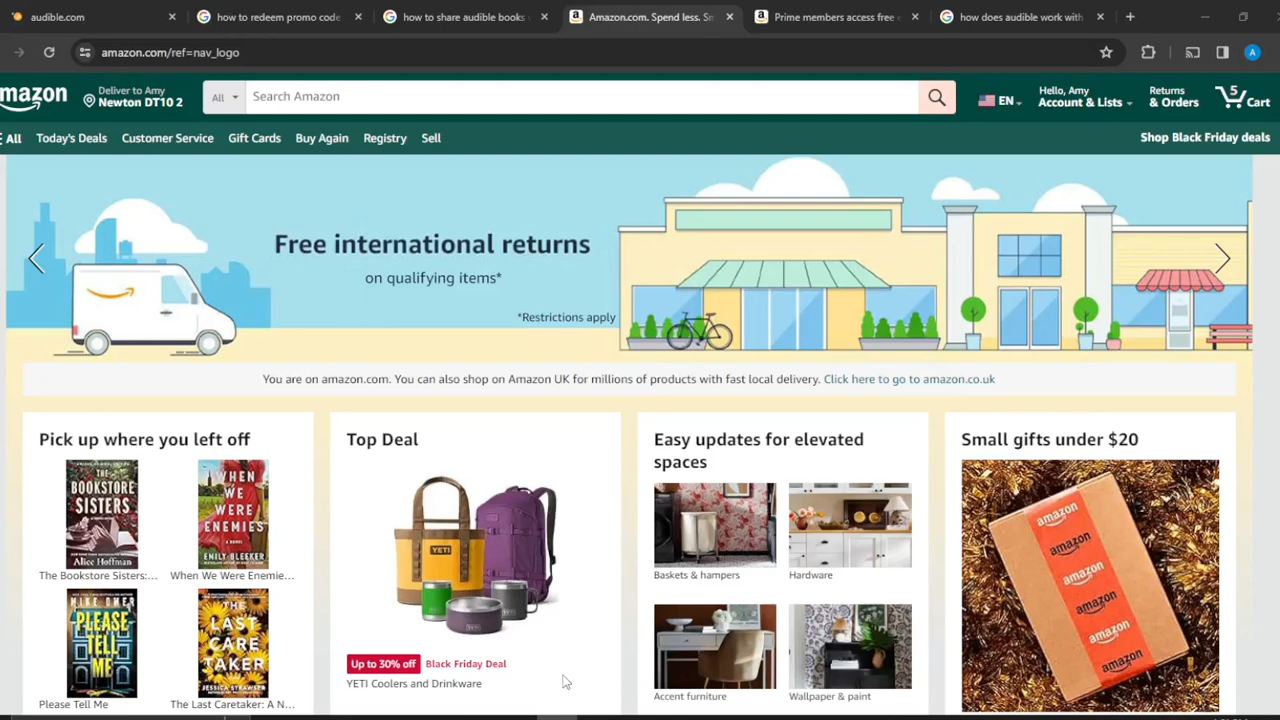 audible.com
how to redeem promo code
how to share audible books
Amazon.com. Spend less. Sm
Prime members access free
how does audible work with
amazon.com/ref=nav_logo
A
mazon
Deliver to Amy
Newton DT10 2
All
Search Amazon
EN
Hello, Amy
Account & Lists
Returns
& Orders
5
Cart
All
Today's Deals
Customer Service
Gift Cards
Buy Again
Registry
Sell
Shop Black Friday deals
Free international returns
on qualifying items*
*Restrictions apply
You are on amazon.com. You can also shop on Amazon UK for millions of products with fast local delivery. Click here to go to amazon.co.uk
Pick up where you left off
THE
BOOKSTORE
SISTERS
Alice Hoffman
The Bookstore Sisters:...
WHEN
WE
WERE
ENEMIES
EMILY BLEEKER
When We Were Enemie...
MIKE OMER
PLEASE
TELL
ME
Please Tell Me
THE
LAST
CARE
TAKER
JESSICA STRAWSER
The Last Caretaker: A N...
Top Deal
YETI
Up to 30% off
Black Friday Deal
YETI Coolers and Drinkware
Easy updates for elevated
spaces
Baskets & hampers
Hardware
Accent furniture
Wallpaper & paint
Small gifts under $20
amazon
amazon
amazon
amazon
amazon
amazon